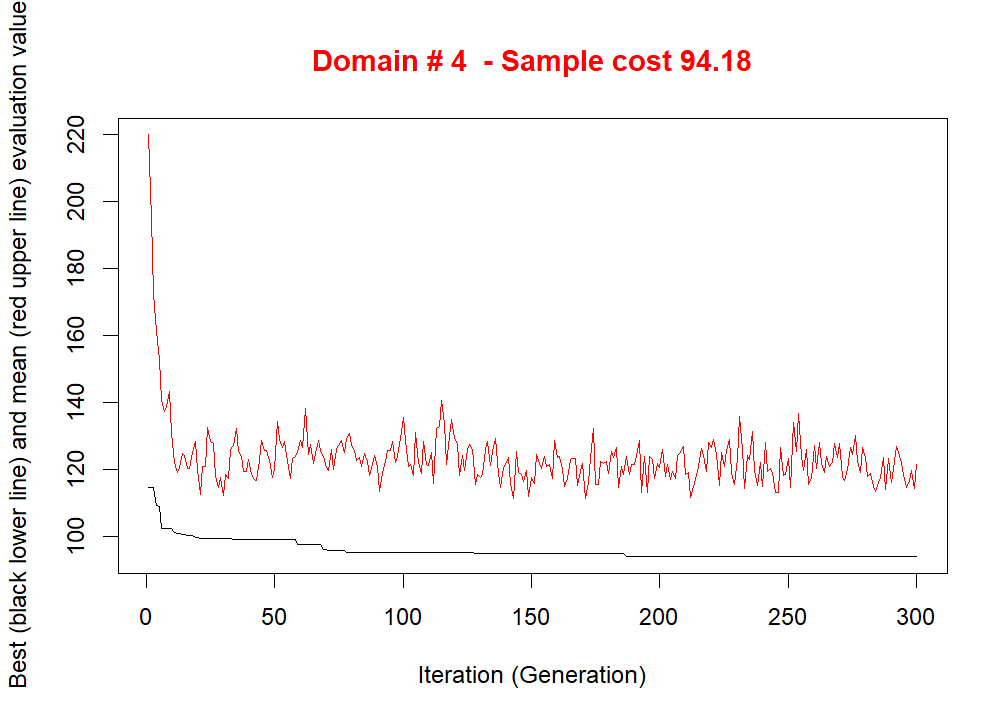 Domain # 4  - Sample cost 94.18
Best (black lower line) and mean (red upper line) evaluation value
220
200
180
160
140
120
100
0 50 100 150 200 250 300
Iteration (Generation)